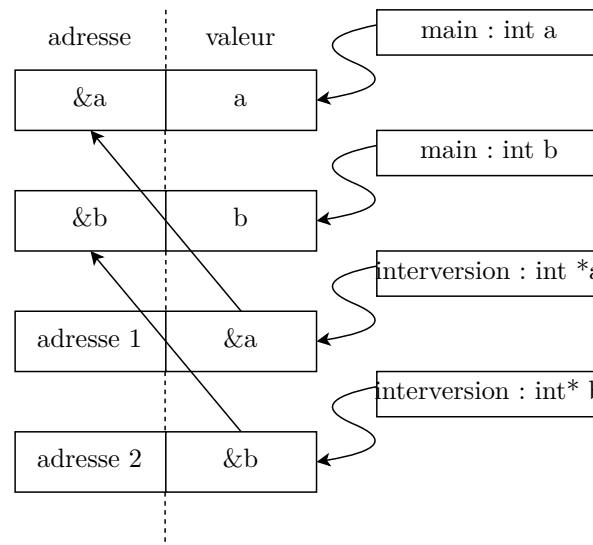 adresse valeur
main : int a
&a a
main : int b
&b b
interversion : int *a
adresse 1 &a
interversion : int* b
adresse 2 &b